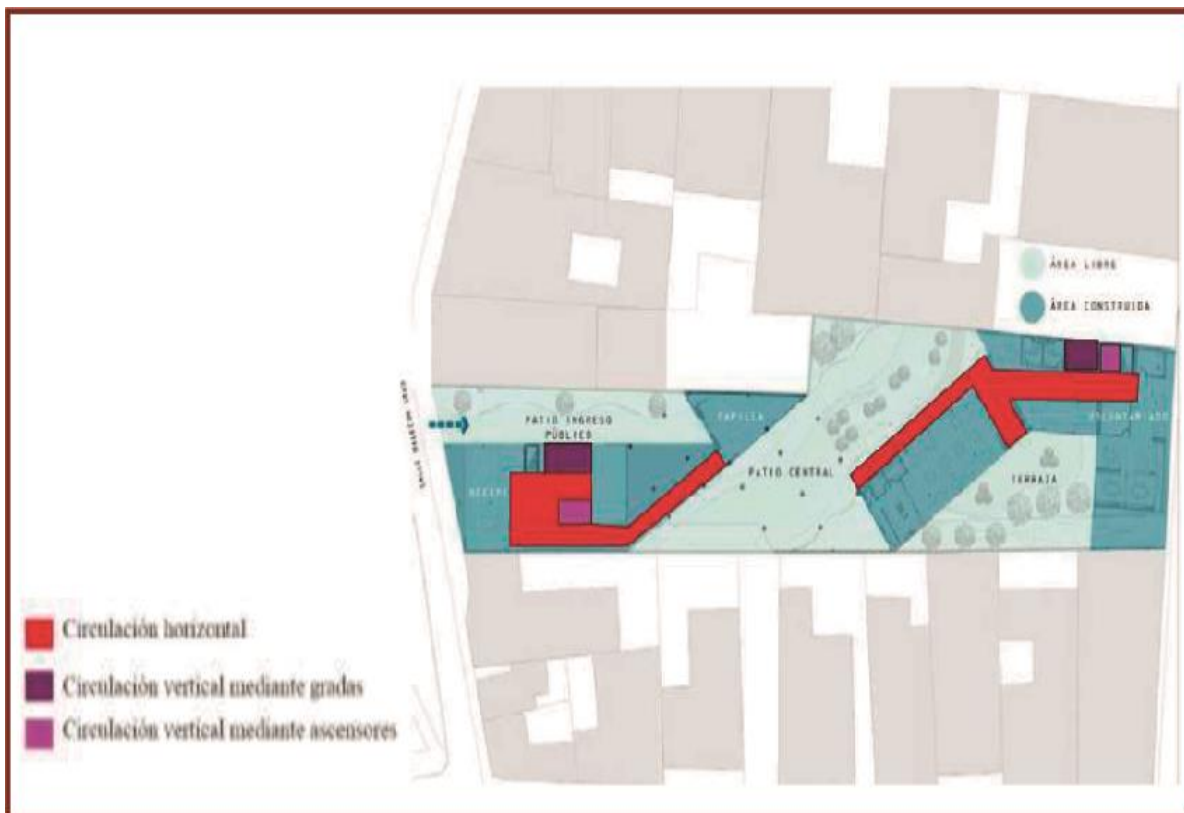 ÁREA LIBRE
ÁREA CONSTRUIDA
PATIO INGRESO
PÚBLICO
CAPILLA
PATIO CENTRAL
TERRAZA
CALLE
Circulación horizontal
Circulación vertical mediante gradas
Circulación vertical mediante ascensores